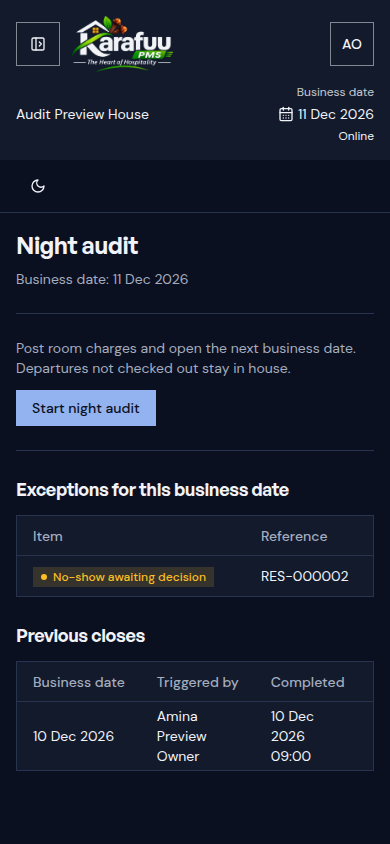 Karafuu
PMS
The Heart of Hospitality
AO
Business date
Audit Preview House
11 Dec 2026
Online
Night audit
Business date: 11 Dec 2026
Post room charges and open the next business date.
Departures not checked out stay in house.
Start night audit
Exceptions for this business date
Item Reference
No-show awaiting decision RES-000002
Previous closes
Business date Triggered by Completed
10 Dec 2026
Amina
Preview
Owner
10 Dec
2026
09:00